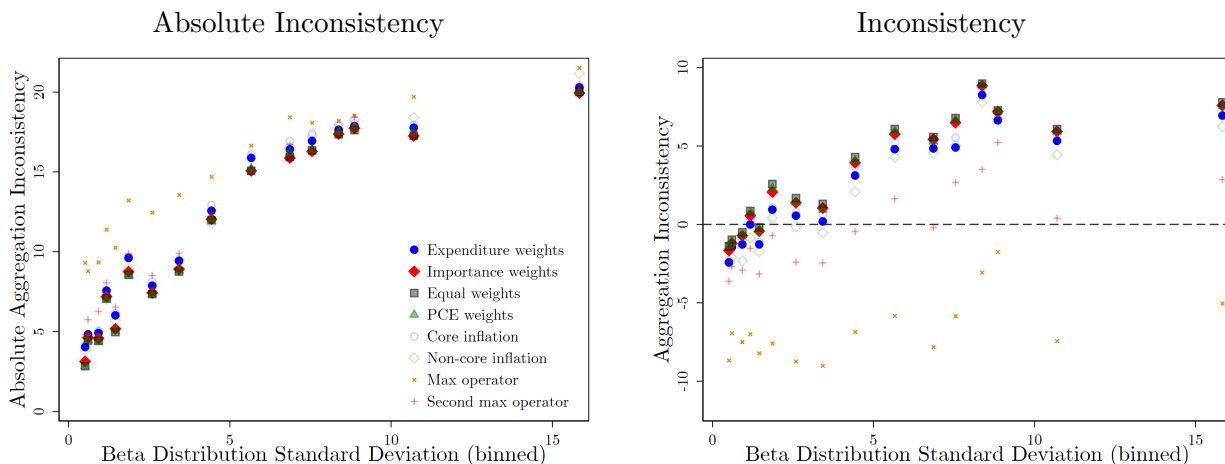 Absolute Inconsistency
Absolute Aggregation Inconsistency
20
15
10
5
0
Expenditure weights
Importance weights
Equal weights
PCE weights
Core inflation
Non-core inflation
Max operator
Second max operator
0 5 10 15
Beta Distribution Standard Deviation (binned)
Inconsistency
Aggregation Inconsistency
10
5
0
-5
-10
0 5 10 15
Beta Distribution Standard Deviation (binned)